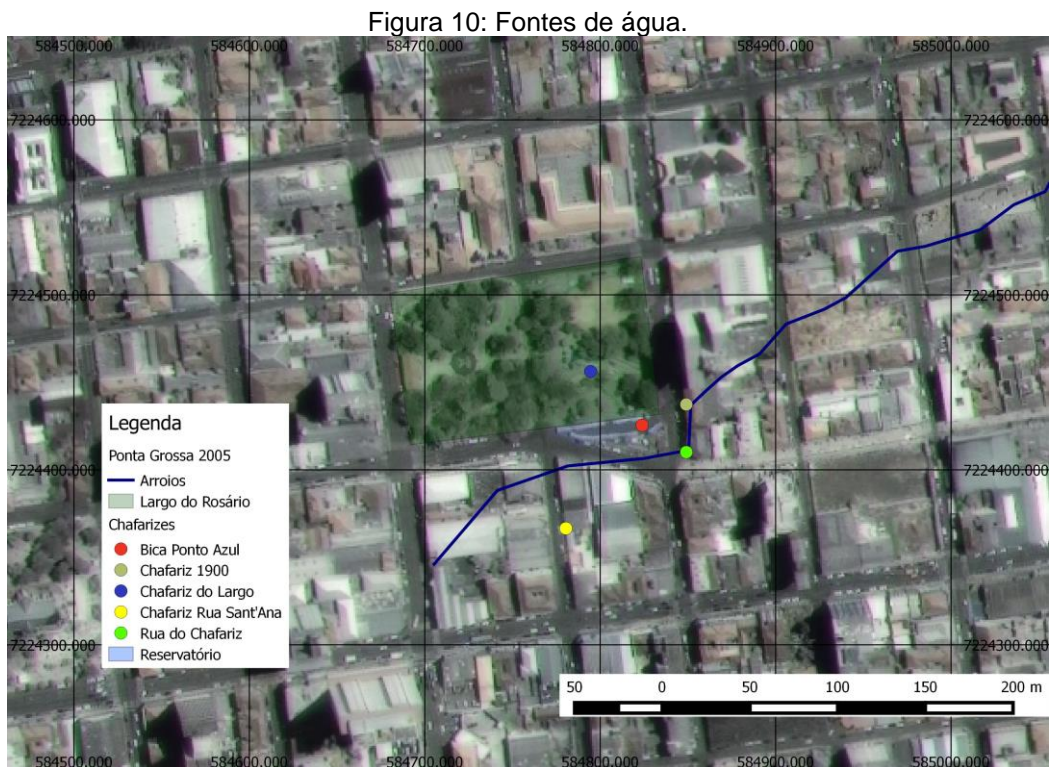 Figura 10: Fontes de água.
584500.000 584600.000 584700.000 584800.000 584900.000 585000.000
7224600.000 7224600.000
7224500.000 7224500.000
Legenda
Ponta Grossa 2005
Arroios
Largo do Rosário
Chafarizes
Bica Ponto Azul
Chafariz 1900
Chafariz do Largo
Chafariz Rua Sant'Ana
Rua do Chafariz
Reservatório
7224400.000 7224400.000
7224300.000 7224300.000
50 0 50 100 150 200 m
584500.000 584600.000 584700.000 584800.000 584900.000 585000.000